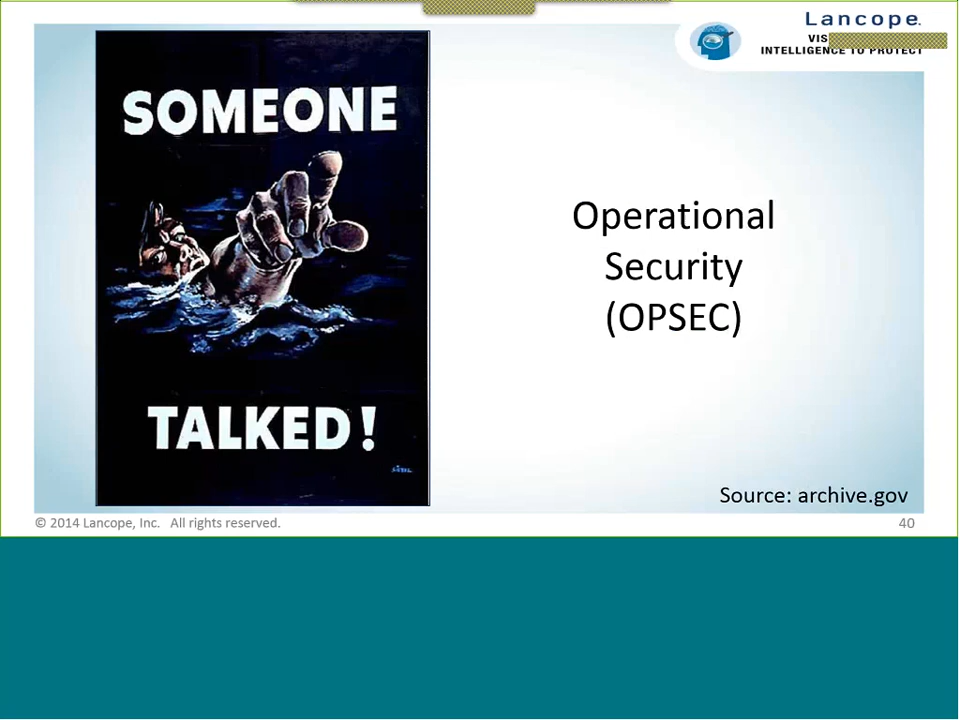 Lancope.
VIS
INTELLIGENCE TO PROTECT
SOMEONE
TALKED!
Operational
Security
(OPSEC)
Source: archive.gov
© 2014 Lancope, Inc. All rights reserved.
40